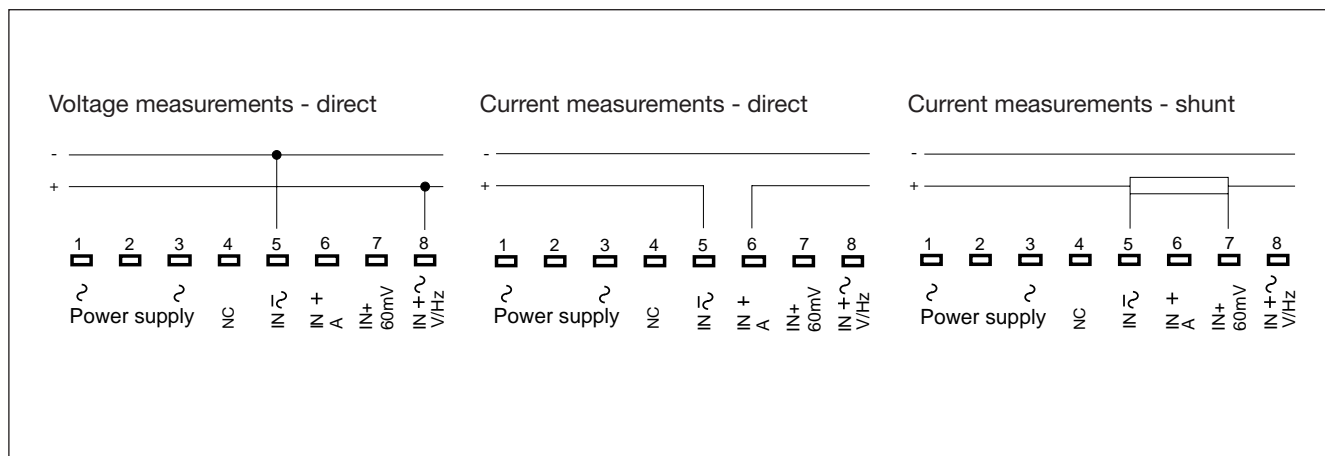 Voltage measurements - direct
-
+
1 2 3 4 5 6 7 8
~ ~
Power supply
NC
IN –~
IN +
A
IN+
60mV
IN + ~
V/Hz
Current measurements - direct
-
+
1 2 3 4 5 6 7 8
~ ~
Power supply
NC
IN –~
IN +
A
IN+
60mV
IN + ~
V/Hz
Current measurements - shunt
-
+
1 2 3 4 5 6 7 8
~ ~
Power supply
NC
IN –~
IN +
A
IN+
60mV
IN + ~
V/Hz